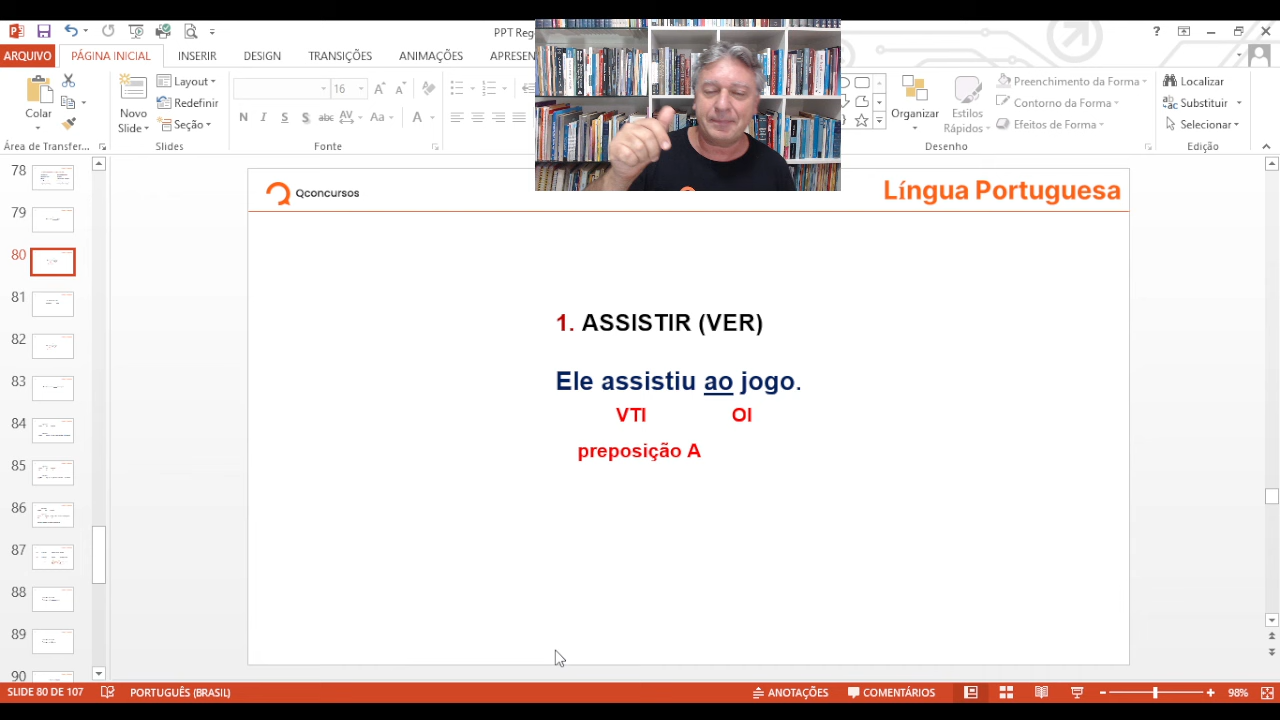 PPT Reg
ARQUIVO PÁGINA INICIAL INSERIR DESIGN TRANSIÇÕES ANIMAÇÕES APRESEN
Colar
Novo
Slide
Layout
Redefinir
Seção
16
N I S S abc AV Aa A
Organizar
Estilos
Rápidos
Preenchimento da Forma
Contorno da Forma
Efeitos de Forma
Localizar
Substituir
Selecionar
Área de Transfer... Slides Fonte Desenho Edição
78
79
80
81
82
83
84
85
86
87
88
89
90
Qconcursos
Língua Portuguesa
1. ASSISTIR (VER)
Ele assistiu ao jogo.
VTI OI
preposição A
SLIDE 80 DE 107 PORTUGUÊS (BRASIL) ANOTAÇÕES COMENTÁRIOS 98%